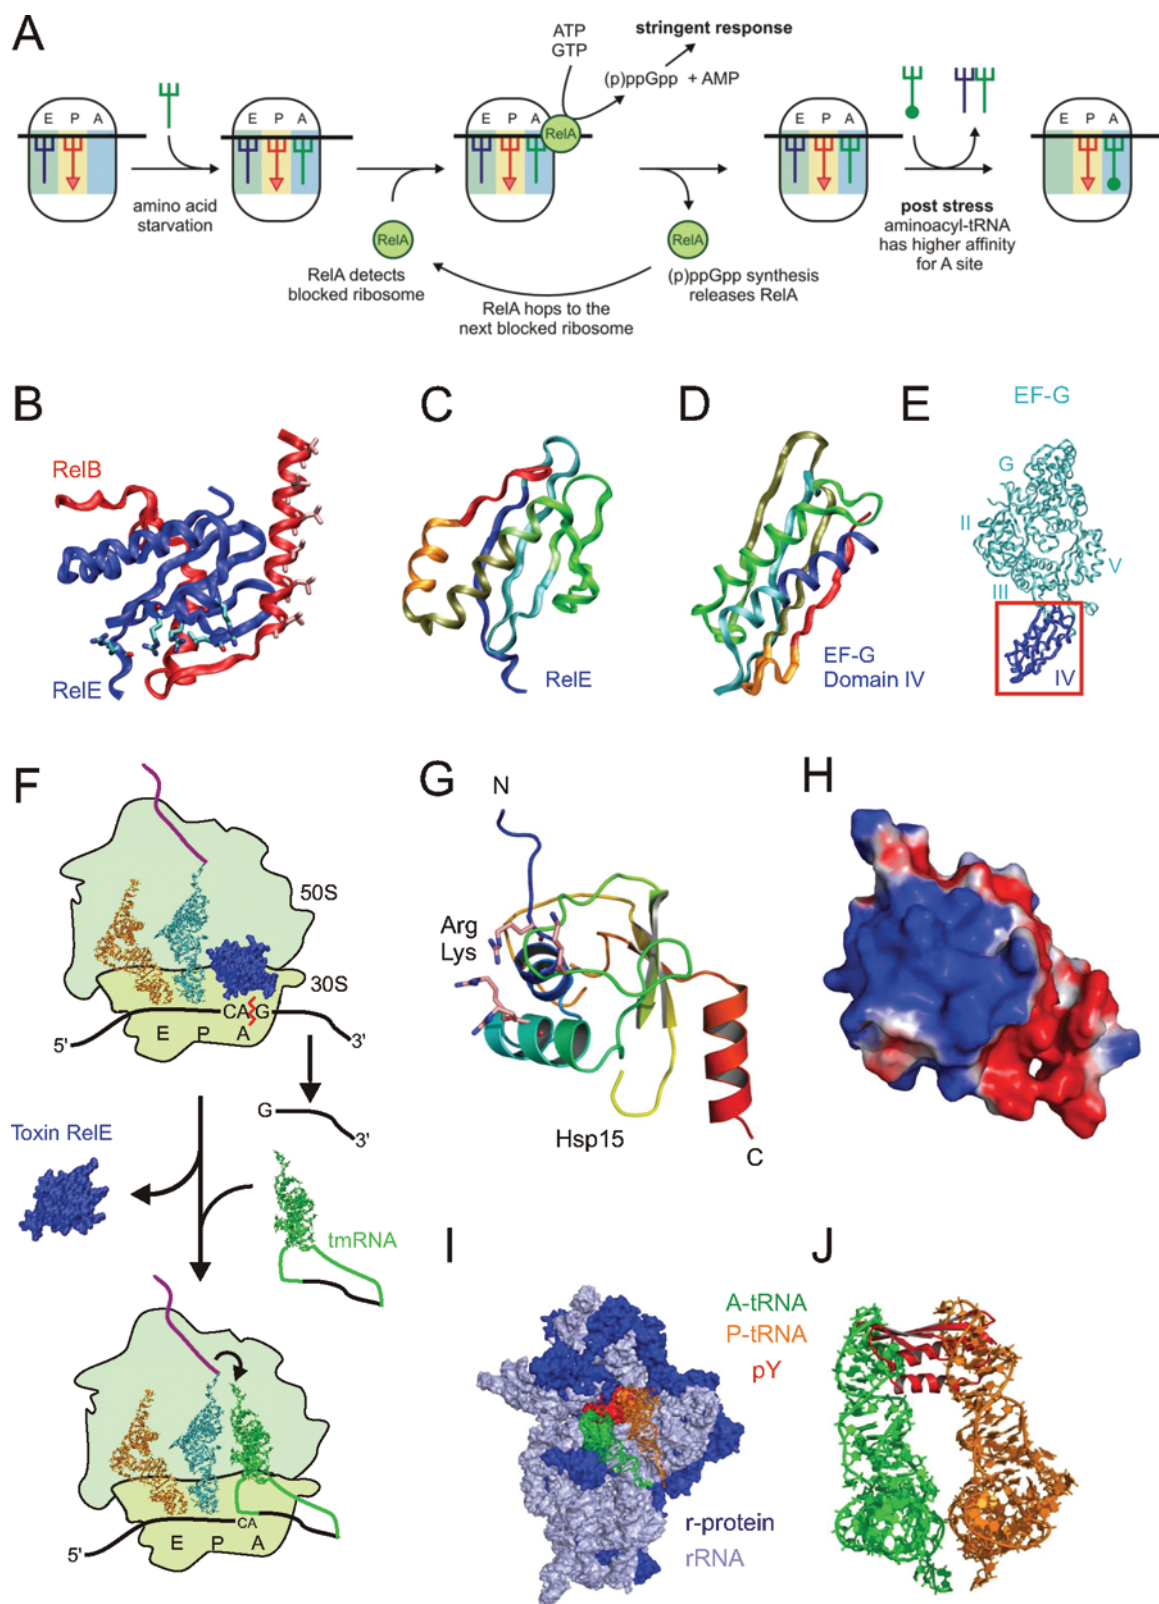 A
ATP
GTP
stringent response
(p)ppGpp + AMP
E P A
E P A
E P A
RelA
E P A
E P A
amino acid
starvation
RelA
RelA detects
blocked ribosome
RelA hops to the
next blocked ribosome
RelA
(p)ppGpp synthesis
releases RelA
post stress
aminoacyl-tRNA
has higher affinity
for A site
B
RelB
RelE
C
RelE
D
EF-G
Domain IV
E
EF-G
G
II
III
V
IV
F
50S
30S
CA G
E P A
5'
3'
G
3'
Toxin RelE
tmRNA
CA
E P A
5'
G
N
Arg
Lys
Hsp15
C
H
I
A-tRNA
P-tRNA
pY
r-protein
rRNA
J